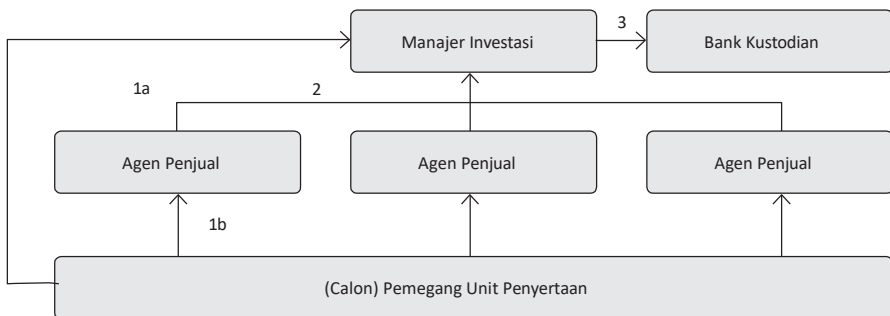 Manajer Investasi
3
Bank Kustodian
1a
2
Agen Penjual
Agen Penjual
Agen Penjual
1b
(Calon) Pemegang Unit Penyertaan